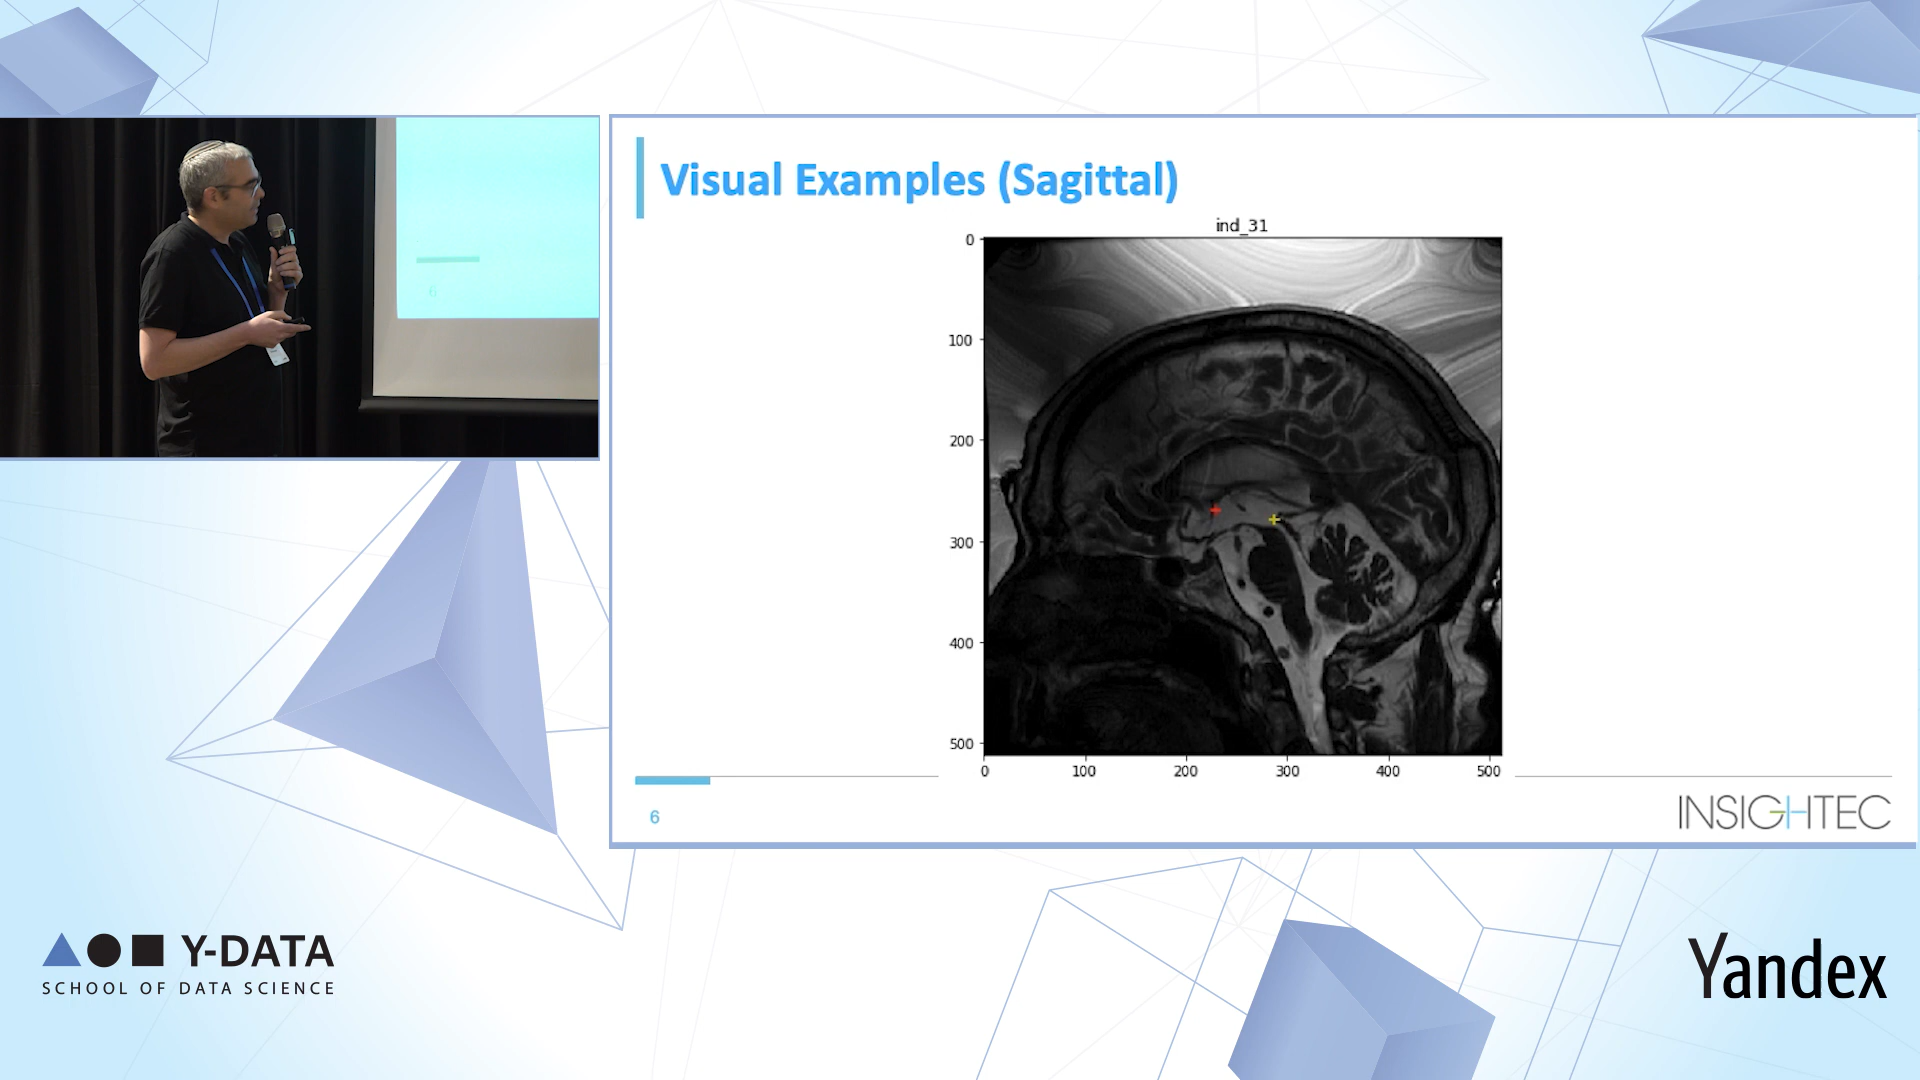 Visual Examples (Sagittal)
ind_31
0
100
200
300
400
500
0 100 200 300 400 500
6
INSIGHTEC
6
Y-DATA
SCHOOL OF DATA SCIENCE
Yandex